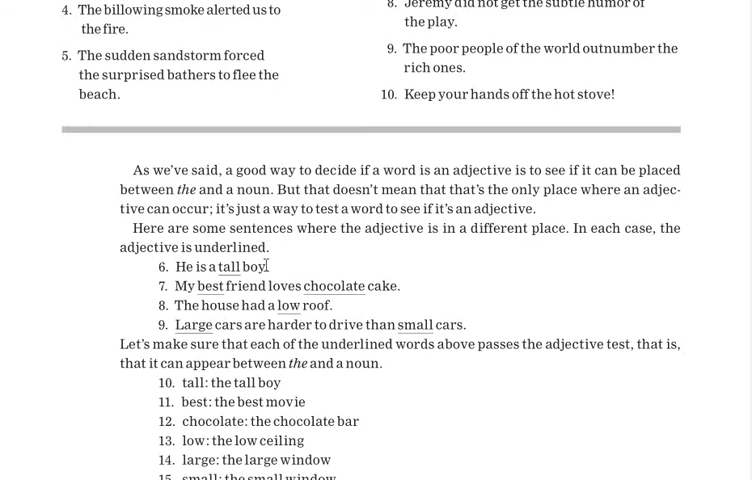 4. The billowing smoke alerted us to
the fire.
5. The sudden sandstorm forced
the surprised bathers to flee the
beach.
8. Jeremy did not get the subtle humor of
the play.
9. The poor people of the world outnumber the
rich ones.
10. Keep your hands off the hot stove!
As we've said, a good way to decide if a word is an adjective is to see if it can be placed
between the and a noun. But that doesn't mean that that's the only place where an adjec-
tive can occur; it's just a way to test a word to see if it's an adjective.
Here are some sentences where the adjective is in a different place. In each case, the
adjective is underlined.
6. He is a tall boy.
7. My best friend loves chocolate cake.
8. The house had a low roof.
9. Large cars are harder to drive than small cars.
Let's make sure that each of the underlined words above passes the adjective test, that is,
that it can appear between the and a noun.
10. tall: the tall boy
11. best: the best movie
12. chocolate: the chocolate bar
13. low: the low ceiling
14. large: the large window
15. small: the small window